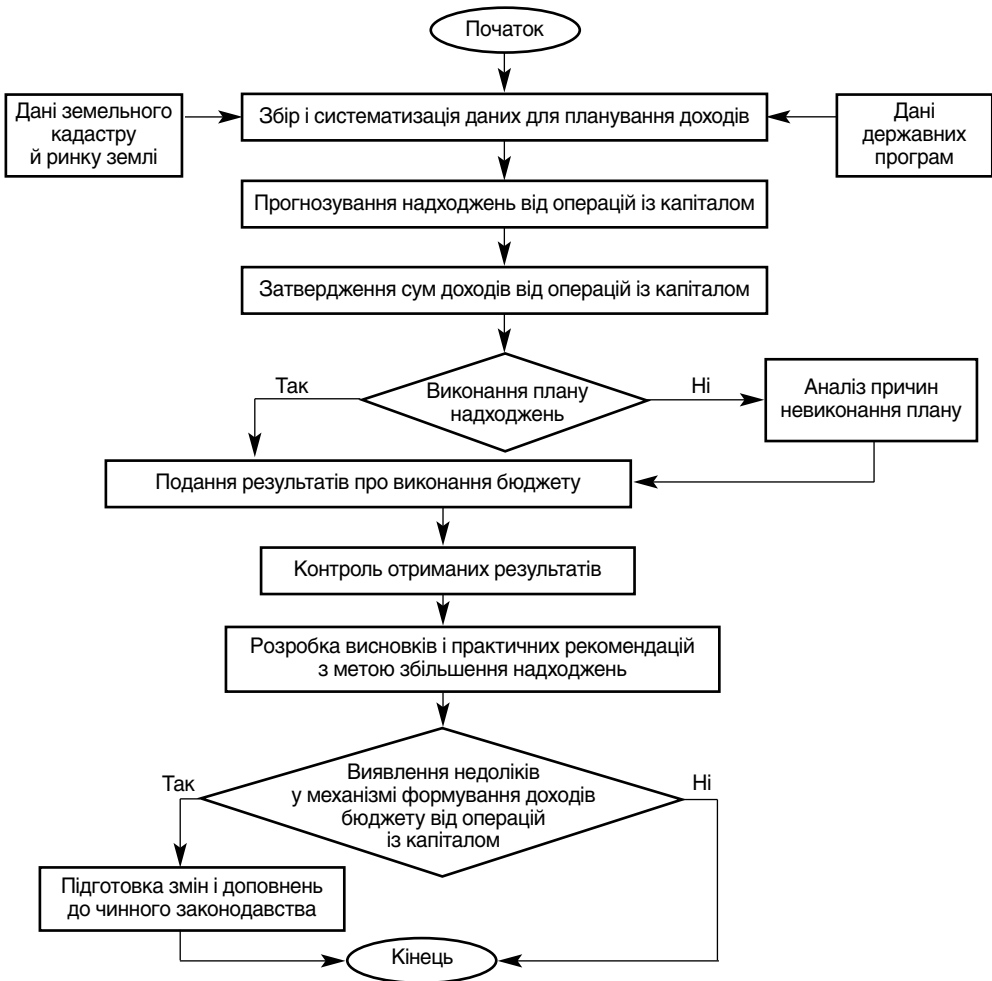 Початок
Дані земельного
кадастру
й ринку землі
Збір і систематизація даних для планування доходів
Дані
державних
програм
Прогнозування надходжень від операцій із капіталом
Затвердження сум доходів від операцій із капіталом
Так
Виконання плану
надходжень
Ні
Аналіз причин
невиконання плану
Подання результатів про виконання бюджету
Контроль отриманих результатів
Розробка висновків і практичних рекомендацій
з метою збільшення надходжень
Так
Виявлення недоліків
у механізмі формування доходів
бюджету від операцій
із капіталом
Ні
Підготовка змін і доповнень
до чинного законодавства
Кінець